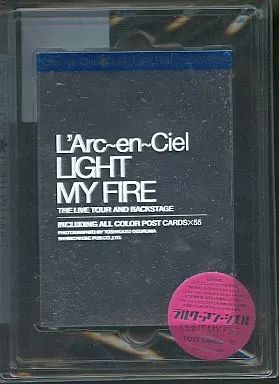 L'Arc~en~Ciel
LIGHT
MY FIRE
THE LIVE TOUR AND BACKSTAGE
INCLUDING ALL COLOR POST CARDS×55
PHOTOGRAPHED BY TOSHIKAZU OGURUMA
SHINKO MUSIC PUB.CO.,LTD.
ラルク・アン・シエル
LIGHT MY FIRE
POST CARDS 55